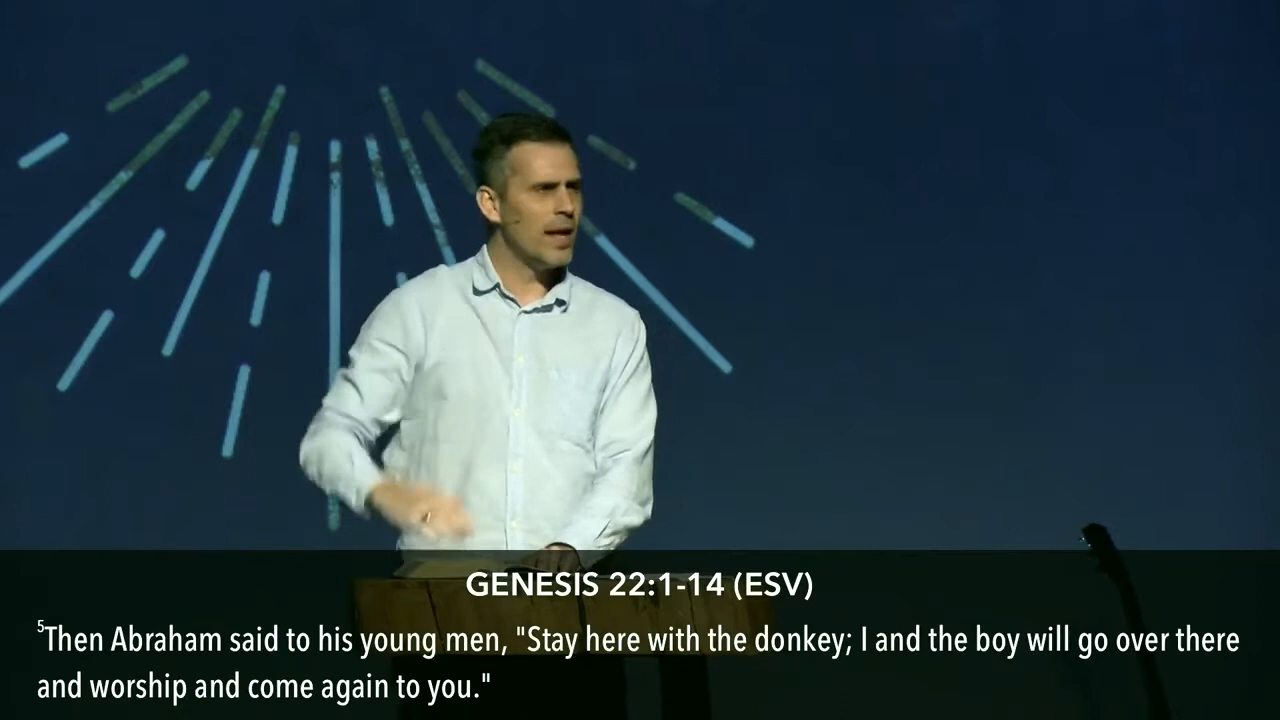 GENESIS 22:1-14 (ESV)
⁵Then Abraham said to his young men, "Stay here with the donkey; I and the boy will go over there
and worship and come again to you."